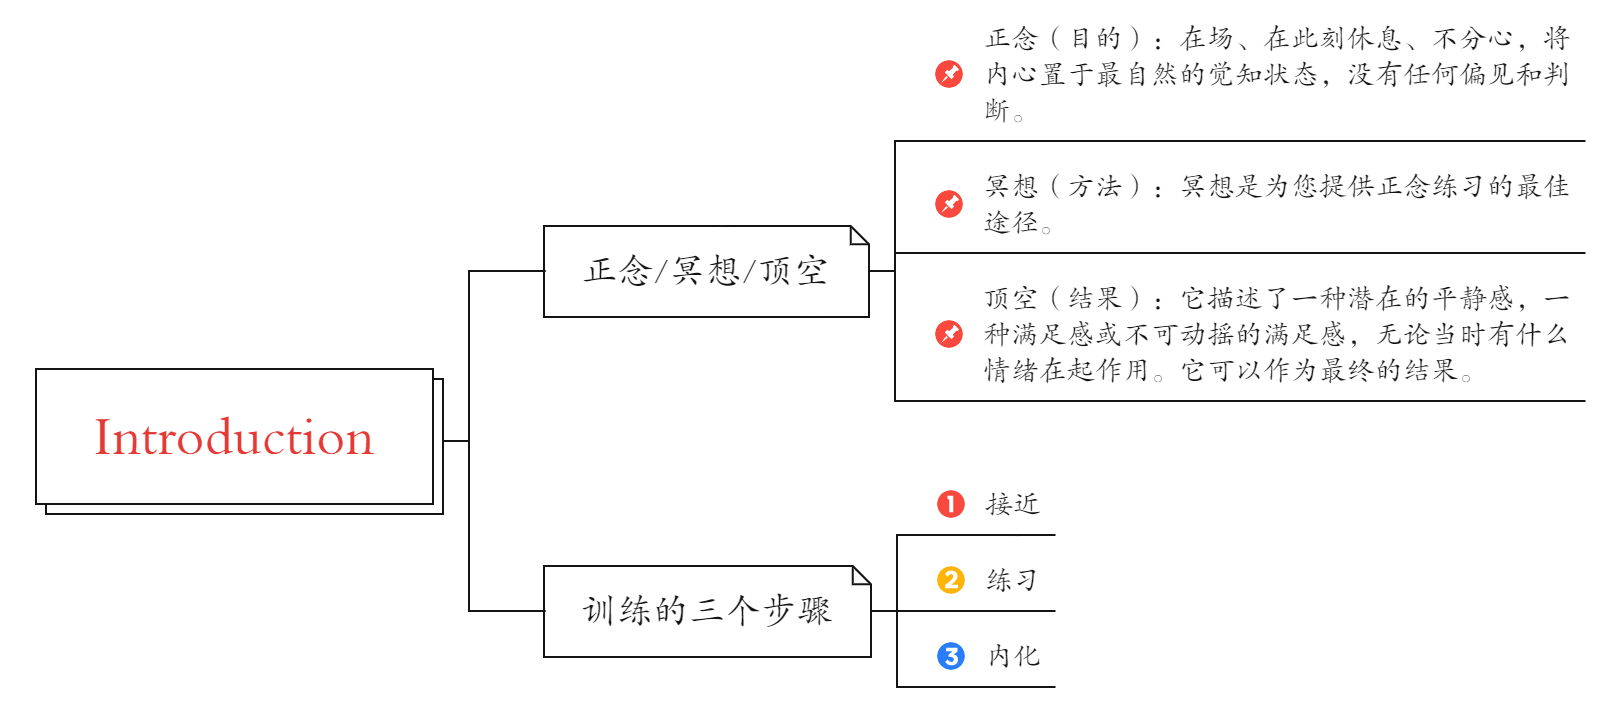 Introduction
正念/冥想/顶空
正念（目的）：在场、在此刻休息、不分心，将
内心置于最自然的觉知状态，没有任何偏见和判
断。
冥想（方法）：冥想是为您提供正念练习的最佳
途径。
顶空（结果）：它描述了一种潜在的平静感，一
种满足感或不可动摇的满足感，无论当时有什么
情绪在起作用。它可以作为最终的结果。
训练的三个步骤
1 接近
2 练习
3 内化